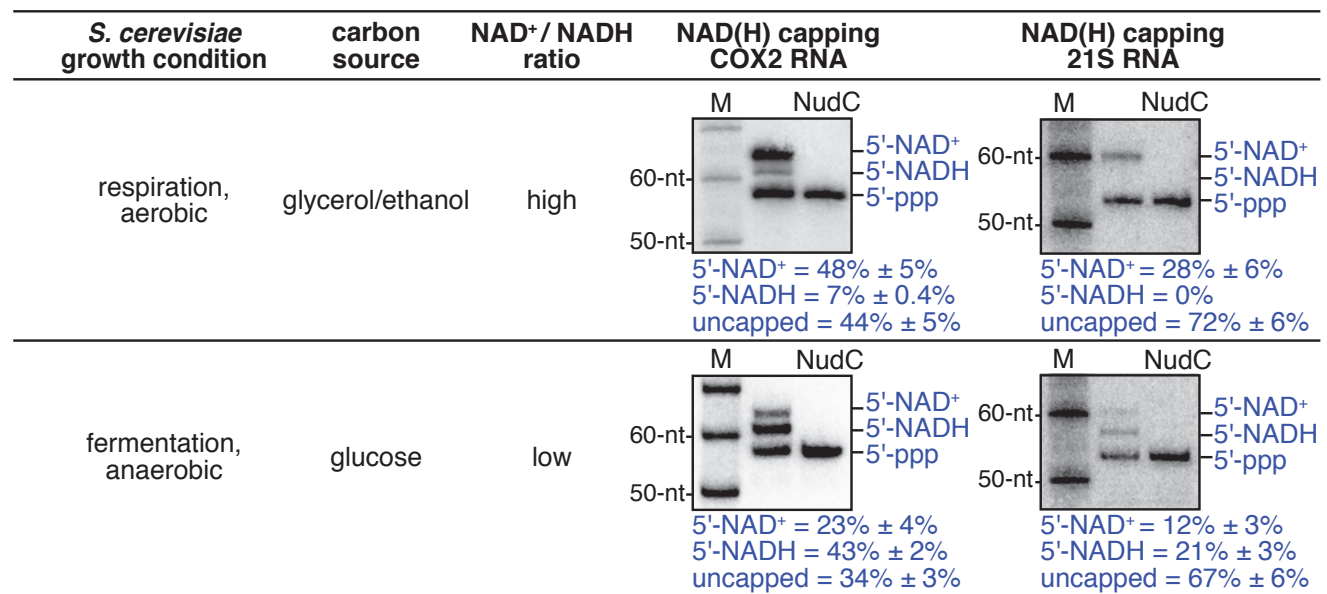 S. cerevisiae growth condition
carbon source
NAD⁺/ NADH ratio
NAD(H) capping COX2 RNA
NAD(H) capping 21S RNA
respiration, aerobic
glycerol/ethanol
high
M NudC
60-nt
50-nt
5'-NAD⁺
5'-NADH
5'-ppp
5'-NAD⁺ = 48% ± 5%
5'-NADH = 7% ± 0.4%
uncapped = 44% ± 5%
M NudC
60-nt
50-nt
5'-NAD⁺
5'-NADH
5'-ppp
5'-NAD⁺ = 28% ± 6%
5'-NADH = 0%
uncapped = 72% ± 6%
fermentation, anaerobic
glucose
low
M NudC
60-nt
50-nt
5'-NAD⁺
5'-NADH
5'-ppp
5'-NAD⁺ = 23% ± 4%
5'-NADH = 43% ± 2%
uncapped = 34% ± 3%
M NudC
60-nt
50-nt
5'-NAD⁺
5'-NADH
5'-ppp
5'-NAD⁺ = 12% ± 3%
5'-NADH = 21% ± 3%
uncapped = 67% ± 6%